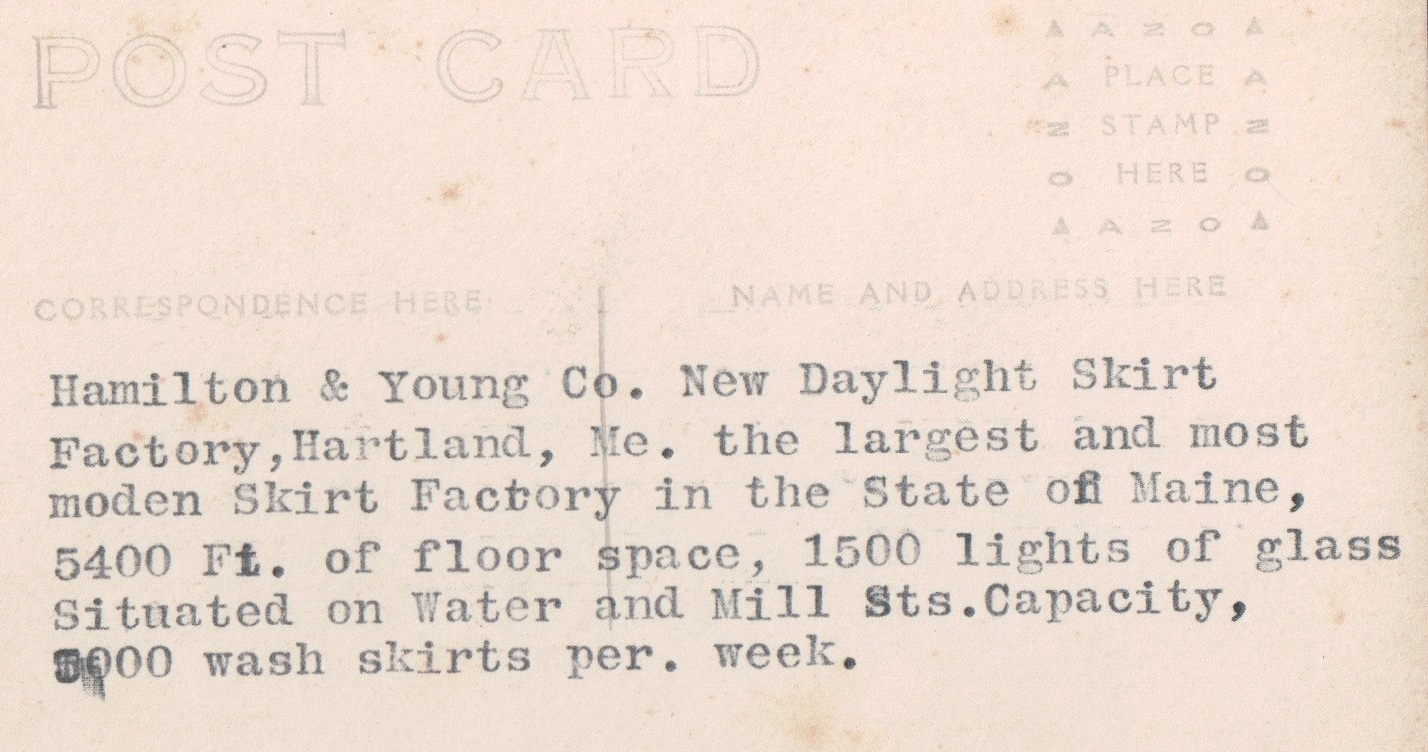 POST CARD
▲ A Z O ▲
A PLACE A
N STAMP N
O HERE O
▲ A Z O ▲
CORRESPONDENCE HERE
NAME AND ADDRESS HERE
Hamilton & Young Co. New Daylight Skirt
Factory,Hartland, Me. the largest and most
moden Skirt Factory in the State of Maine,
5400 Ft. of floor space, 1500 lights of glass
Situated on Water and Mill Sts.Capacity,
wash skirts per. week.